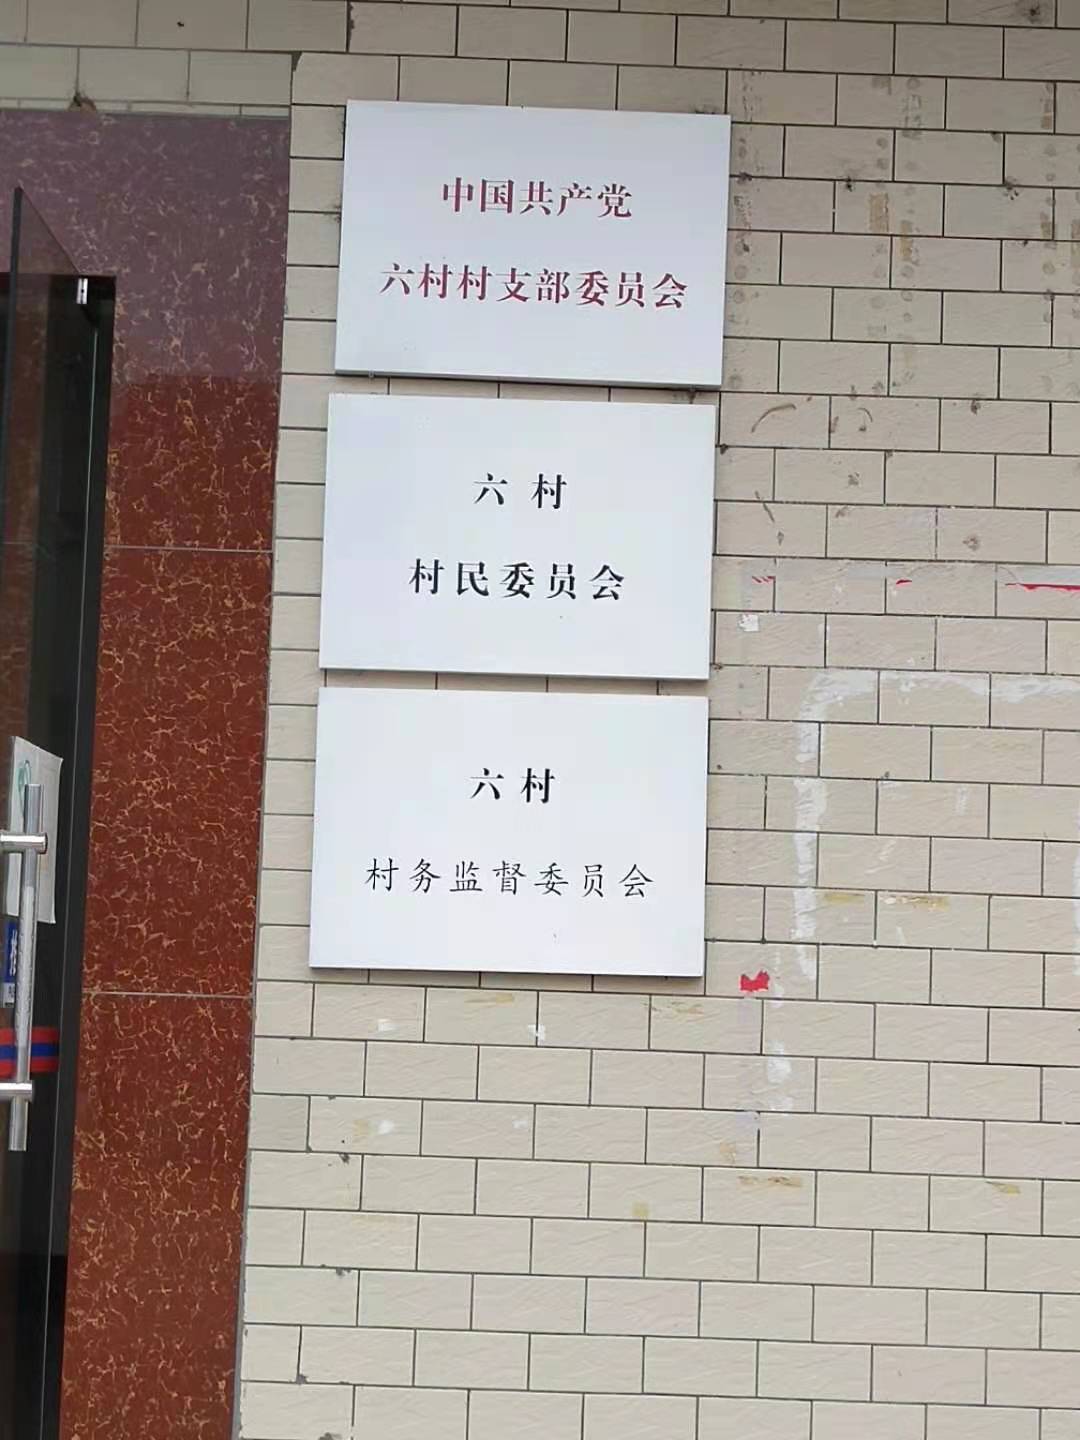 中国共产党
六村村支部委员会
六村
村民委员会
六村
村务监督委员会